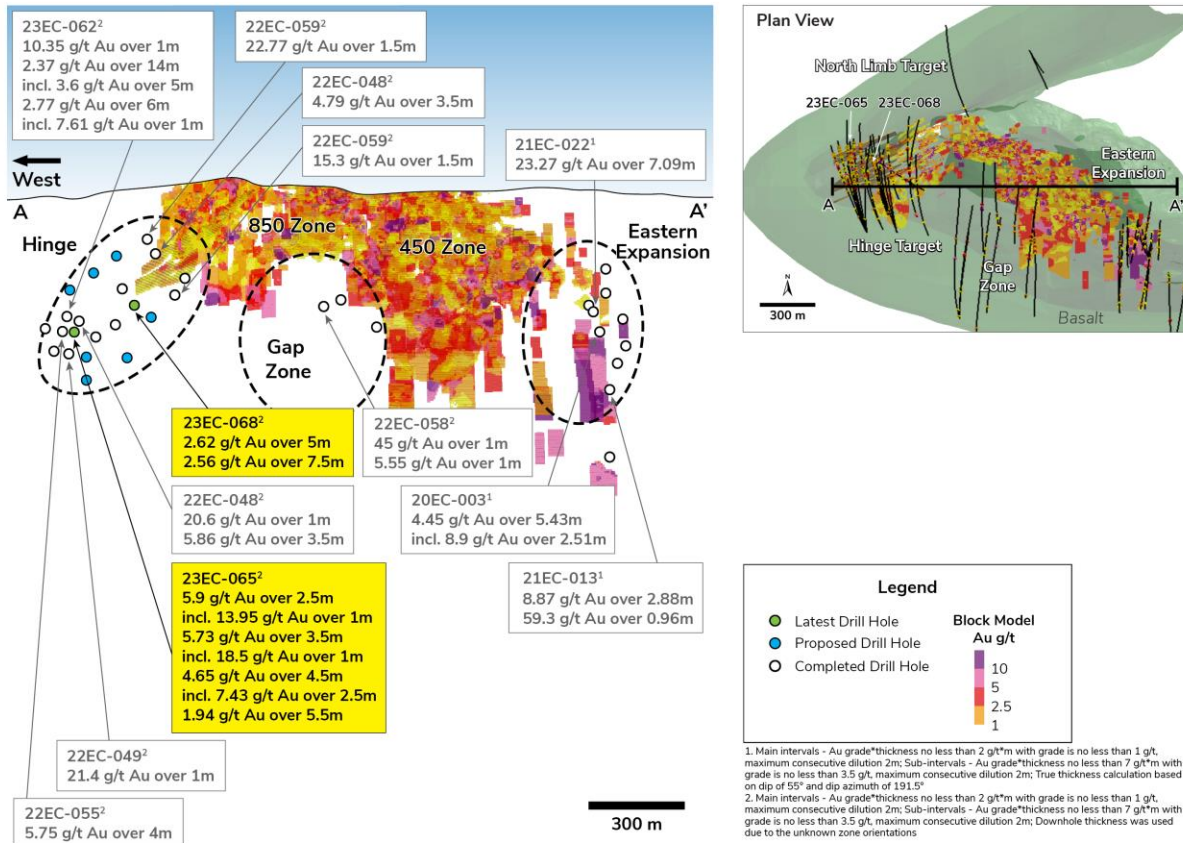 23EC-062²
10.35 g/t Au over 1m
2.37 g/t Au over 14m
incl. 3.6 g/t Au over 5m
2.77 g/t Au over 6m
incl. 7.61 g/t Au over 1m
22EC-059²
22.77 g/t Au over 1.5m
22EC-048²
4.79 g/t Au over 3.5m
22EC-059²
15.3 g/t Au over 1.5m
21EC-022¹
23.27 g/t Au over 7.09m
West
A
A'
Hinge
850 Zone
450 Zone
Eastern
Expansion
Gap
Zone
23EC-068²
2.62 g/t Au over 5m
2.56 g/t Au over 7.5m
22EC-058²
45 g/t Au over 1m
5.55 g/t Au over 1m
22EC-048²
20.6 g/t Au over 1m
5.86 g/t Au over 3.5m
20EC-003¹
4.45 g/t Au over 5.43m
incl. 8.9 g/t Au over 2.51m
23EC-065²
5.9 g/t Au over 2.5m
incl. 13.95 g/t Au over 1m
5.73 g/t Au over 3.5m
incl. 18.5 g/t Au over 1m
4.65 g/t Au over 4.5m
incl. 7.43 g/t Au over 2.5m
1.94 g/t Au over 5.5m
21EC-013¹
8.87 g/t Au over 2.88m
59.3 g/t Au over 0.96m
22EC-049²
21.4 g/t Au over 1m
22EC-055²
5.75 g/t Au over 4m
300 m
Plan View
North Limb Target
23EC-065
23EC-068
Eastern
Expansion
A
A'
Hinge Target
Gap
Zone
N
300 m
Basalt
Legend
Latest Drill Hole
Proposed Drill Hole
Completed Drill Hole
Block Model
Au g/t
10
5
2.5
1
1. Main intervals - Au grade*thickness no less than 2 g/t*m with grade is no less than 1 g/t,
maximum consecutive dilution 2m; Sub-intervals - Au grade*thickness no less than 7 g/t*m with
grade is no less than 3.5 g/t, maximum consecutive dilution 2m; True thickness calculation based
on dip of 55° and dip azimuth of 191.5°
2. Main intervals - Au grade*thickness no less than 2 g/t*m with grade is no less than 1 g/t,
maximum consecutive dilution 2m; Sub-intervals - Au grade*thickness no less than 7 g/t*m with
grade is no less than 3.5 g/t, maximum consecutive dilution 2m; Downhole thickness was used
due to the unknown zone orientations